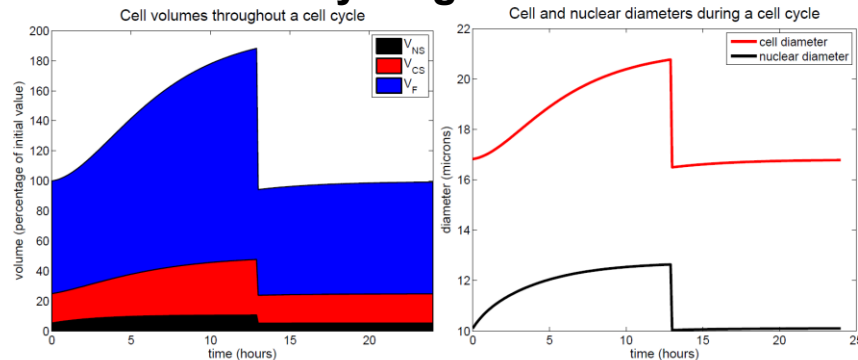 Cell volumes throughout a cell cycle
200
180
160
140
120
100
80
60
40
20
0
volume (percentage of initial value)
0 5 10 15 20
time (hours)
V_NS
V_CS
V_F
Cell and nuclear diameters during a cell cycle
22
20
18
16
14
12
10
diameter (microns)
0 5 10 15 20 25
time (hours)
cell diameter
nuclear diameter